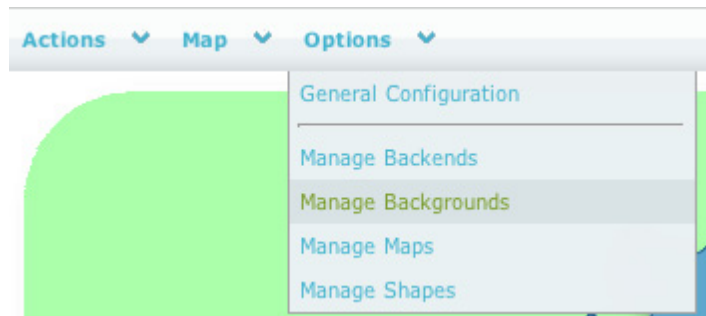 Actions Map Options
General Configuration
Manage Backends
Manage Backgrounds
Manage Maps
Manage Shapes